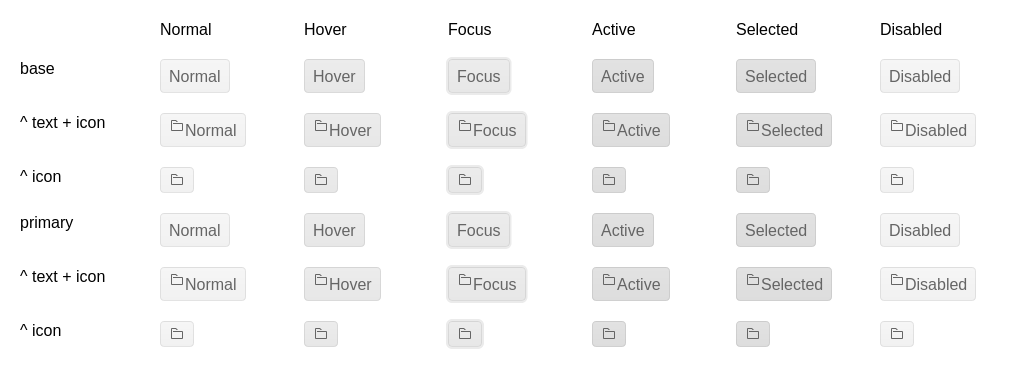 Normal Hover Focus Active Selected Disabled
base Normal Hover Focus Active Selected Disabled
^ text + icon Normal Hover Focus Active Selected Disabled
^ icon
primary Normal Hover Focus Active Selected Disabled
^ text + icon Normal Hover Focus Active Selected Disabled
^ icon